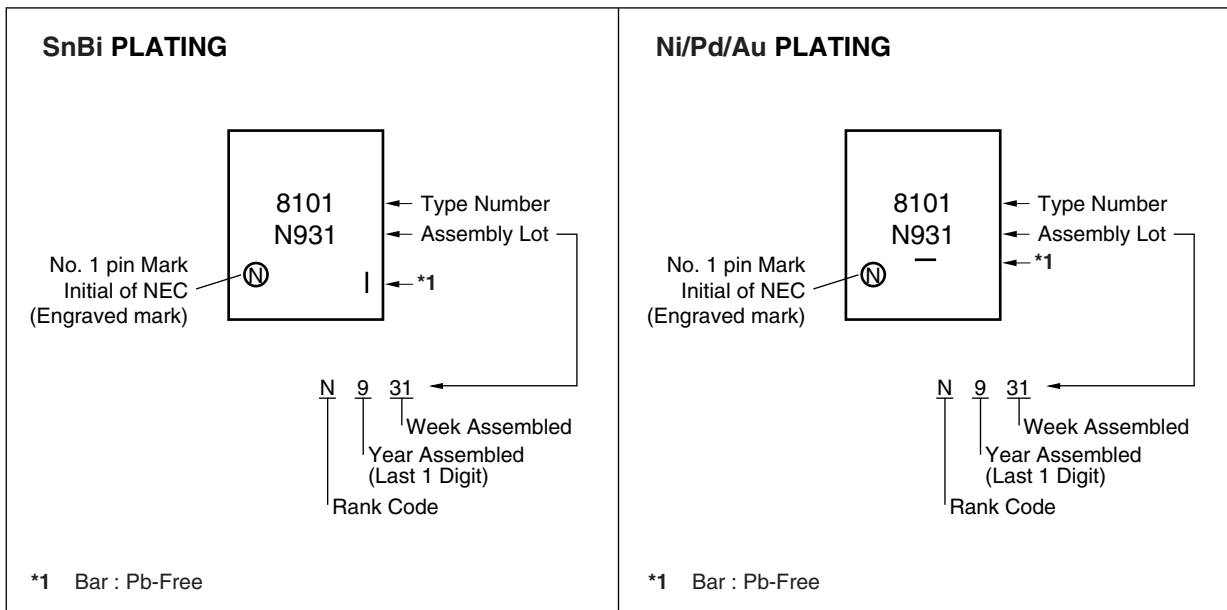 SnBi PLATING
8101
N931
Type Number
Assembly Lot
*1
No. 1 pin Mark
Initial of NEC
(Engraved mark)
N
N 9 31
Week Assembled
Year Assembled
(Last 1 Digit)
Rank Code
*1 Bar : Pb-Free
Ni/Pd/Au PLATING
8101
N931
Type Number
Assembly Lot
*1
No. 1 pin Mark
Initial of NEC
(Engraved mark)
N
N 9 31
Week Assembled
Year Assembled
(Last 1 Digit)
Rank Code
*1 Bar : Pb-Free